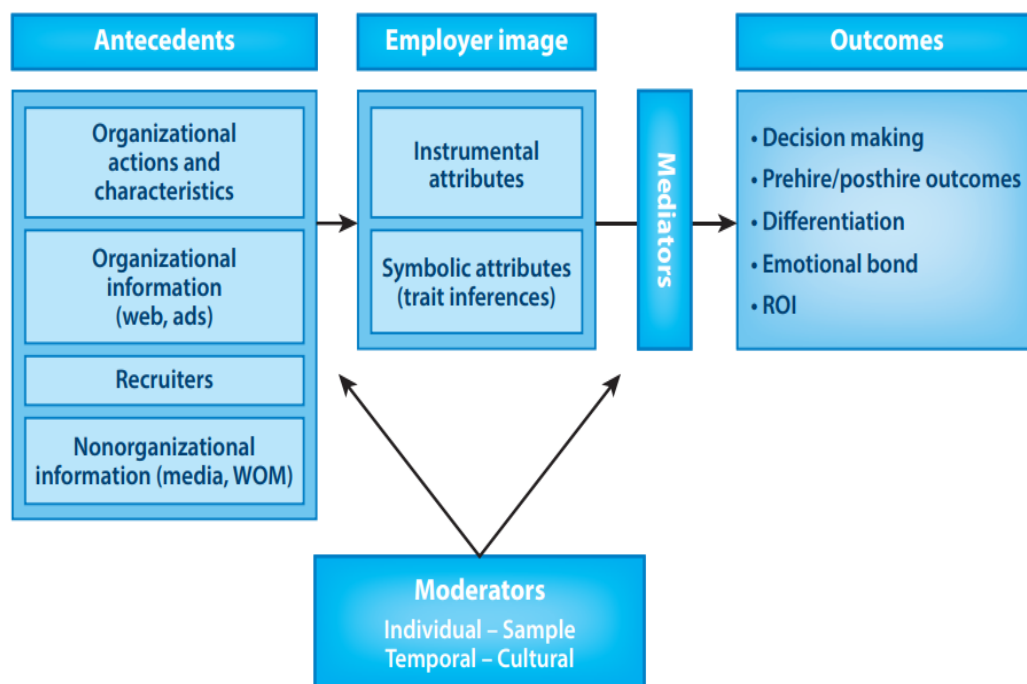 Antecedents
Organizational
actions and
characteristics
Organizational
information
(web, ads)
Recruiters
Nonorganizational
information (media, WOM)
Employer image
Instrumental
attributes
Symbolic attributes
(trait inferences)
Mediators
Outcomes
• Decision making
• Prehire/posthire outcomes
• Differentiation
• Emotional bond
• ROI
Moderators
Individual – Sample
Temporal – Cultural